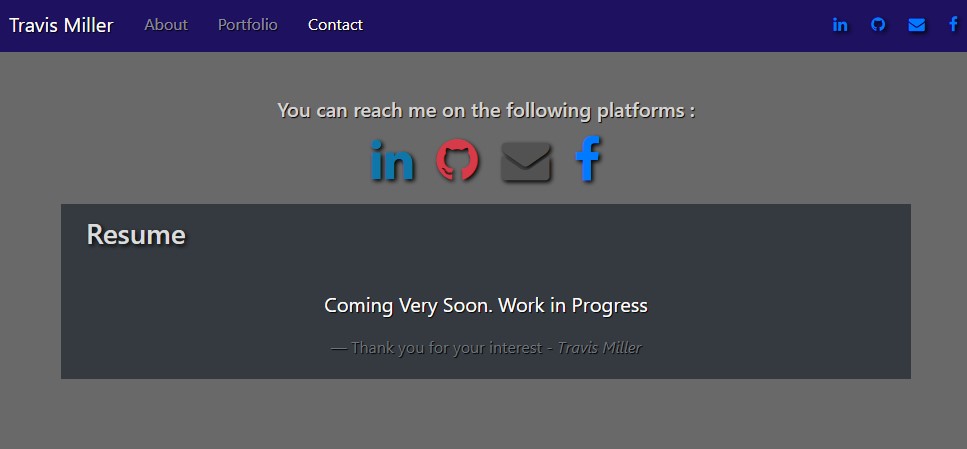 Travis Miller About Portfolio Contact
You can reach me on the following platforms :
Resume
Coming Very Soon. Work in Progress
— Thank you for your interest - Travis Miller